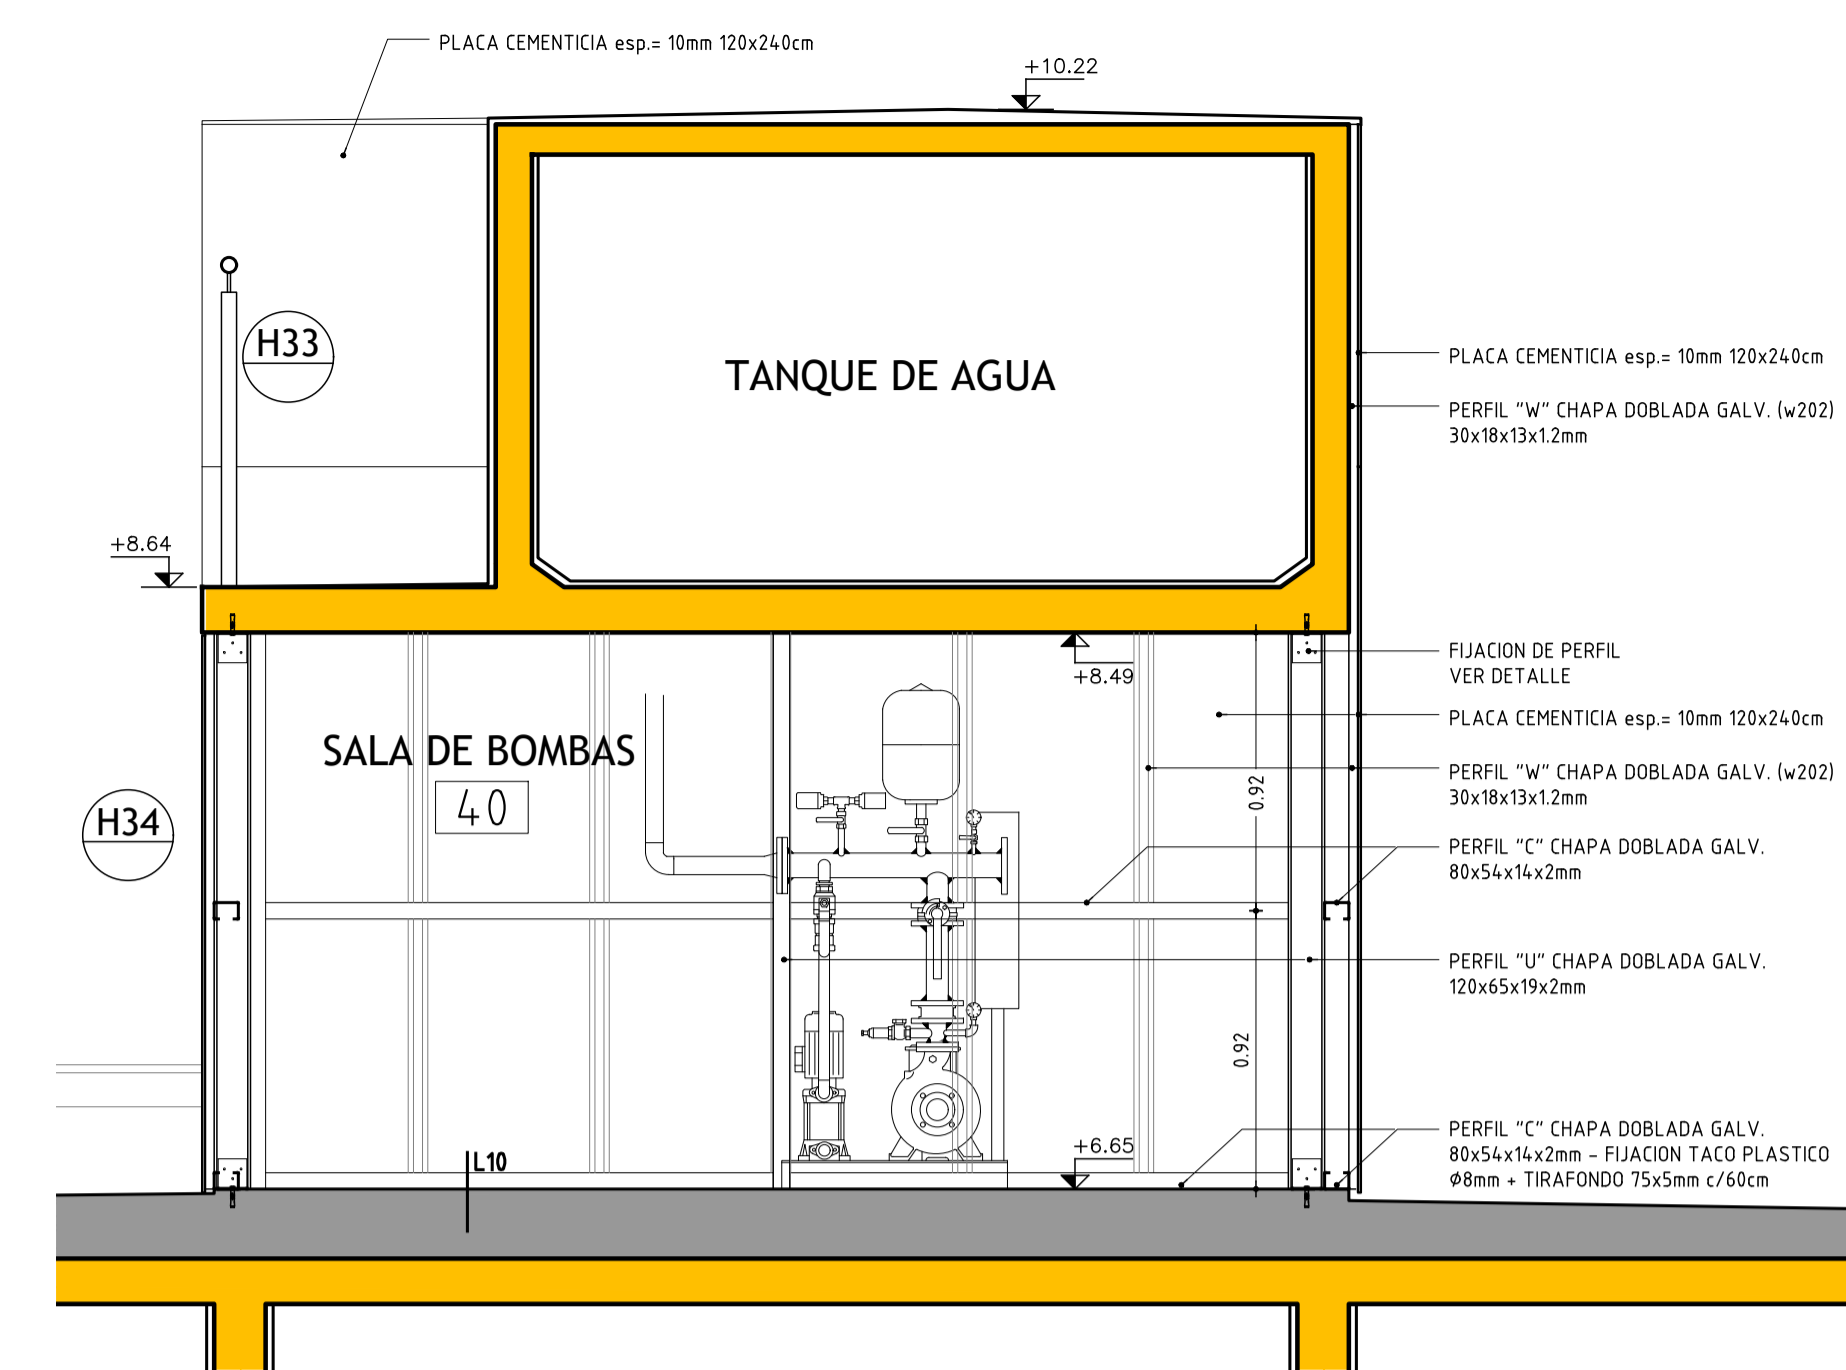 PLACA CEMENTICIA esp.= 10mm 120x240cm
+10.22
H33
TANQUE DE AGUA
PLACA CEMENTICIA esp.= 10mm 120x240cm
PERFIL "W" CHAPA DOBLADA GALV. (w202)
30x18x13x1.2mm
+8.64
FIJACION DE PERFIL
VER DETALLE
+8.49
PLACA CEMENTICIA esp.= 10mm 120x240cm
SALA DE BOMBAS
40
PERFIL "W" CHAPA DOBLADA GALV. (w202)
30x18x13x1.2mm
0.92
H34
PERFIL "C" CHAPA DOBLADA GALV.
80x54x14x2mm
PERFIL "U" CHAPA DOBLADA GALV.
120x65x19x2mm
0.92
PERFIL "C" CHAPA DOBLADA GALV.
80x54x14x2mm - FIJACION TACO PLASTICO
Ø8mm + TIRAFONDO 75x5mm c/60cm
+6.65
L10